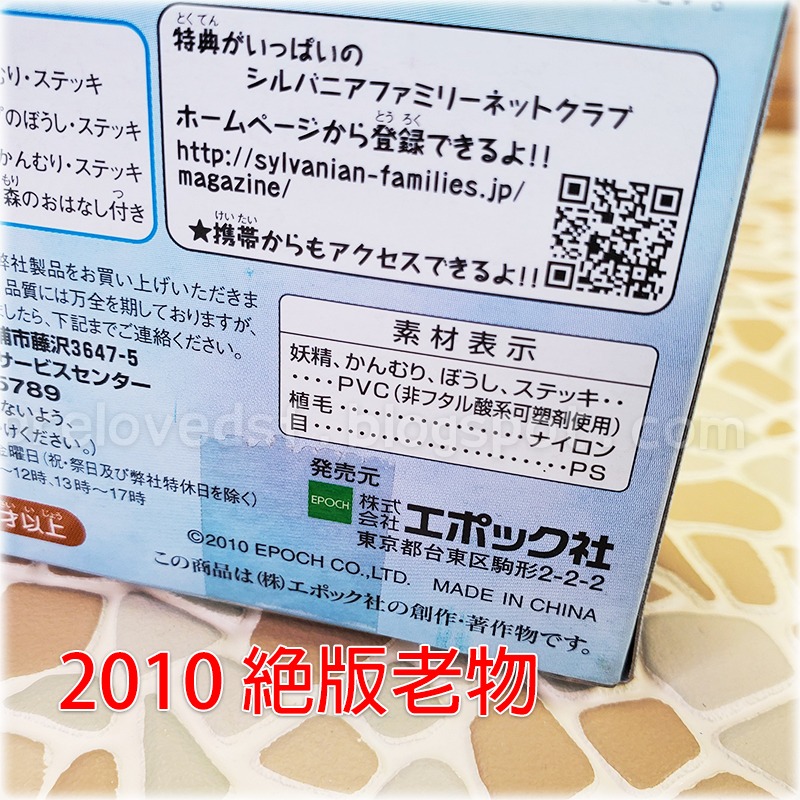 特典がいっぱいの
シルバニアファミリーネットクラブ
ホームページから登録できるよ!!
http://sylvanian-families.jp/
magazine/
★携帯からもアクセスできるよ!!
むり・ステッキ
のぼうし・ステッキ
かんむり・ステッキ
森のおはなし付き
弊社製品をお買い上げいただきま
品質には万全を期しておりますが、
ましたら、下記までご連絡ください。
浦市藤沢3647-5
サービスセンター
5789
ないよう、
けください。)
金曜日(祝・祭日及び弊社特休日を除く)
〜12時、13時〜17時
才以上
素材表示
妖精、かんむり、ぼうし、ステッキ‥
‥‥PVC(非フタル酸系可塑剤使用)
植毛‥‥‥‥‥‥‥‥ナイロン
目‥‥‥‥‥‥‥‥‥‥PS
発売元
EPOCH 株式会社 エポック社
東京都台東区駒形2-2-2
©2010 EPOCH CO.,LTD. MADE IN CHINA
この商品は(株)エポック社の創作・著作物です。
2010 絶版老物